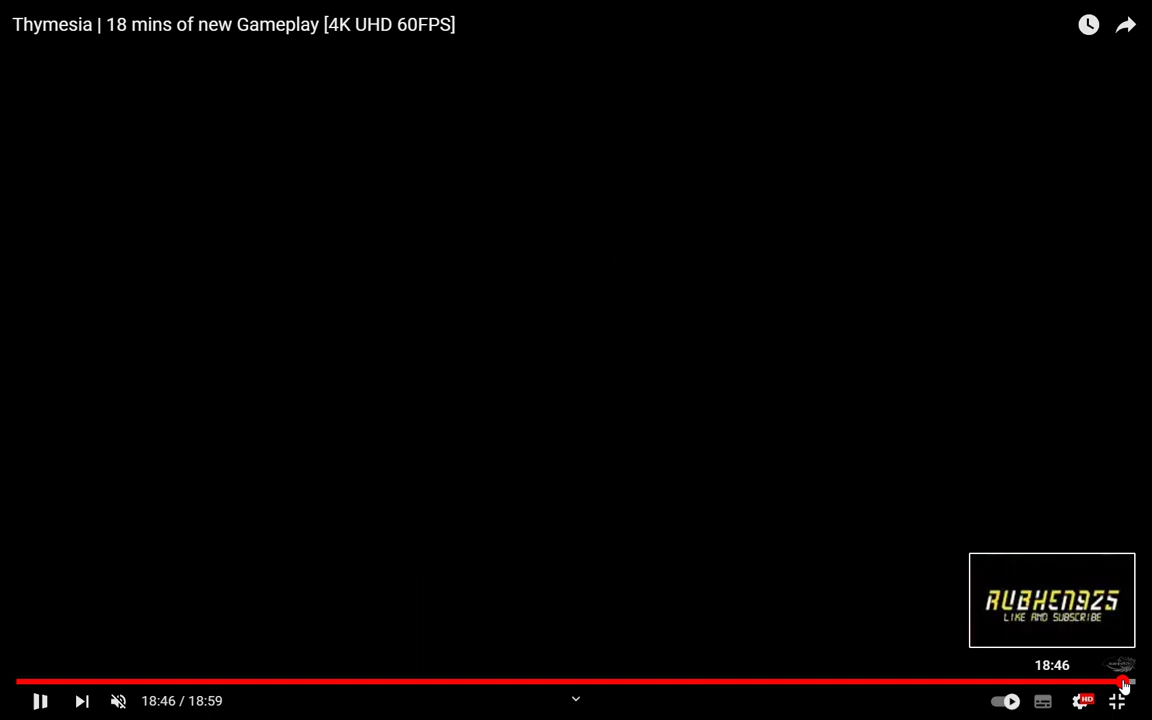 Thymesia | 18 mins of new Gameplay [4K UHD 60FPS]
RUBHEN925
LIKE AND SUBSCRIBE
18:46
18:46 / 18:59
HD